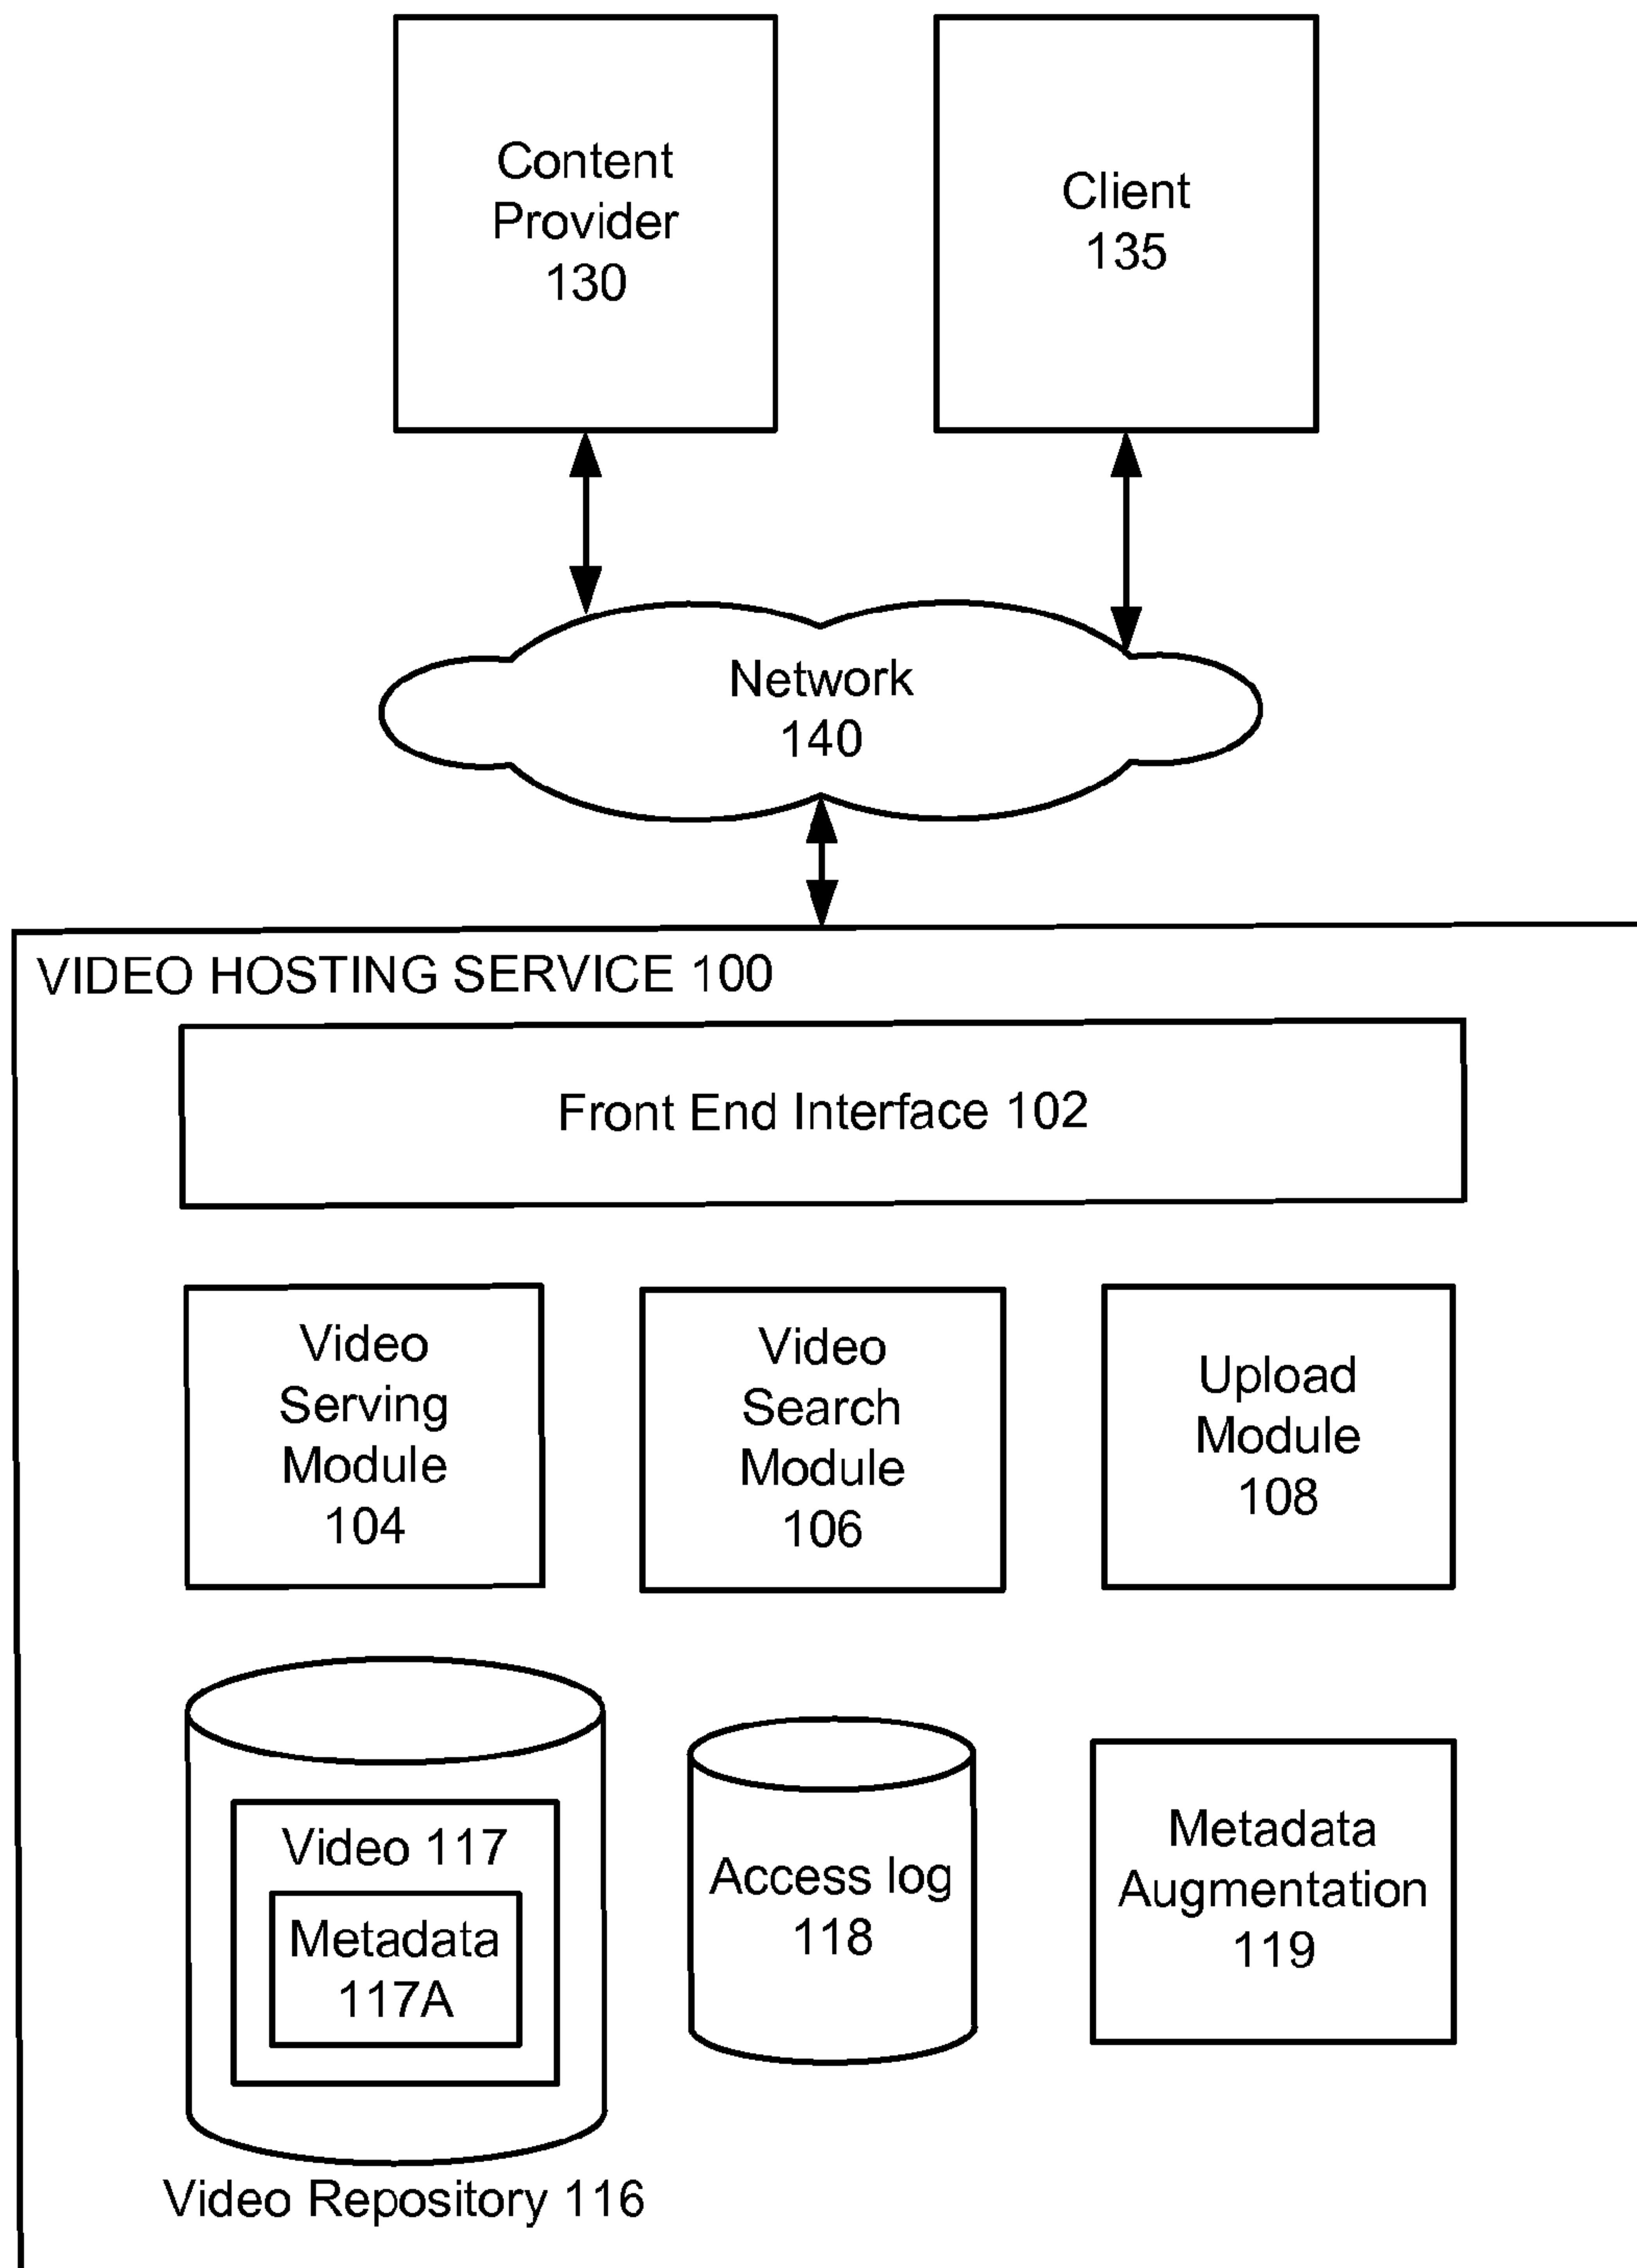 Content
Provider
130
Client
135
Network
140
VIDEO HOSTING SERVICE 100
Front End Interface 102
Video
Serving
Module
104
Video
Search
Module
106
Upload
Module
108
Video 117
Metadata
117A
Access log
118
Metadata
Augmentation
119
Video Repository 116